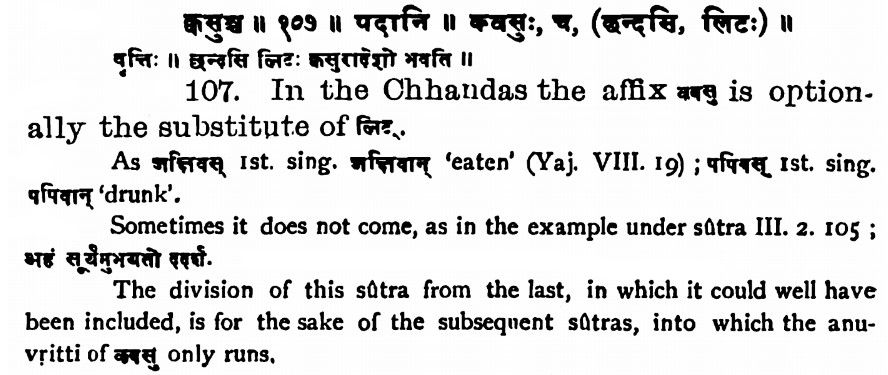 क्वसुश्च ॥ १०७ ॥ पदानि ॥ क्वसुः, च, (छन्दसि, लिटः) ॥
वृत्तिः ॥ छन्दसि लिटः क्वसुरादेशो भवति ॥
107. In the Chhandas the affix क्वसु is option-
ally the substitute of लिट्.
As जक्षिवस् 1st. sing. जक्षिवान् 'eaten' (Yaj. VIII. 19) ; पपिवस् 1st. sing.
पपिवान् 'drunk'.
Sometimes it does not come, as in the example under sûtra III. 2. 105 ;
अहं सूर्यमुभयतो ददर्श.
The division of this sûtra from the last, in which it could well have
been included, is for the sake of the subsequent sûtras, into which the anu-
vṛitti of क्वसु only runs.